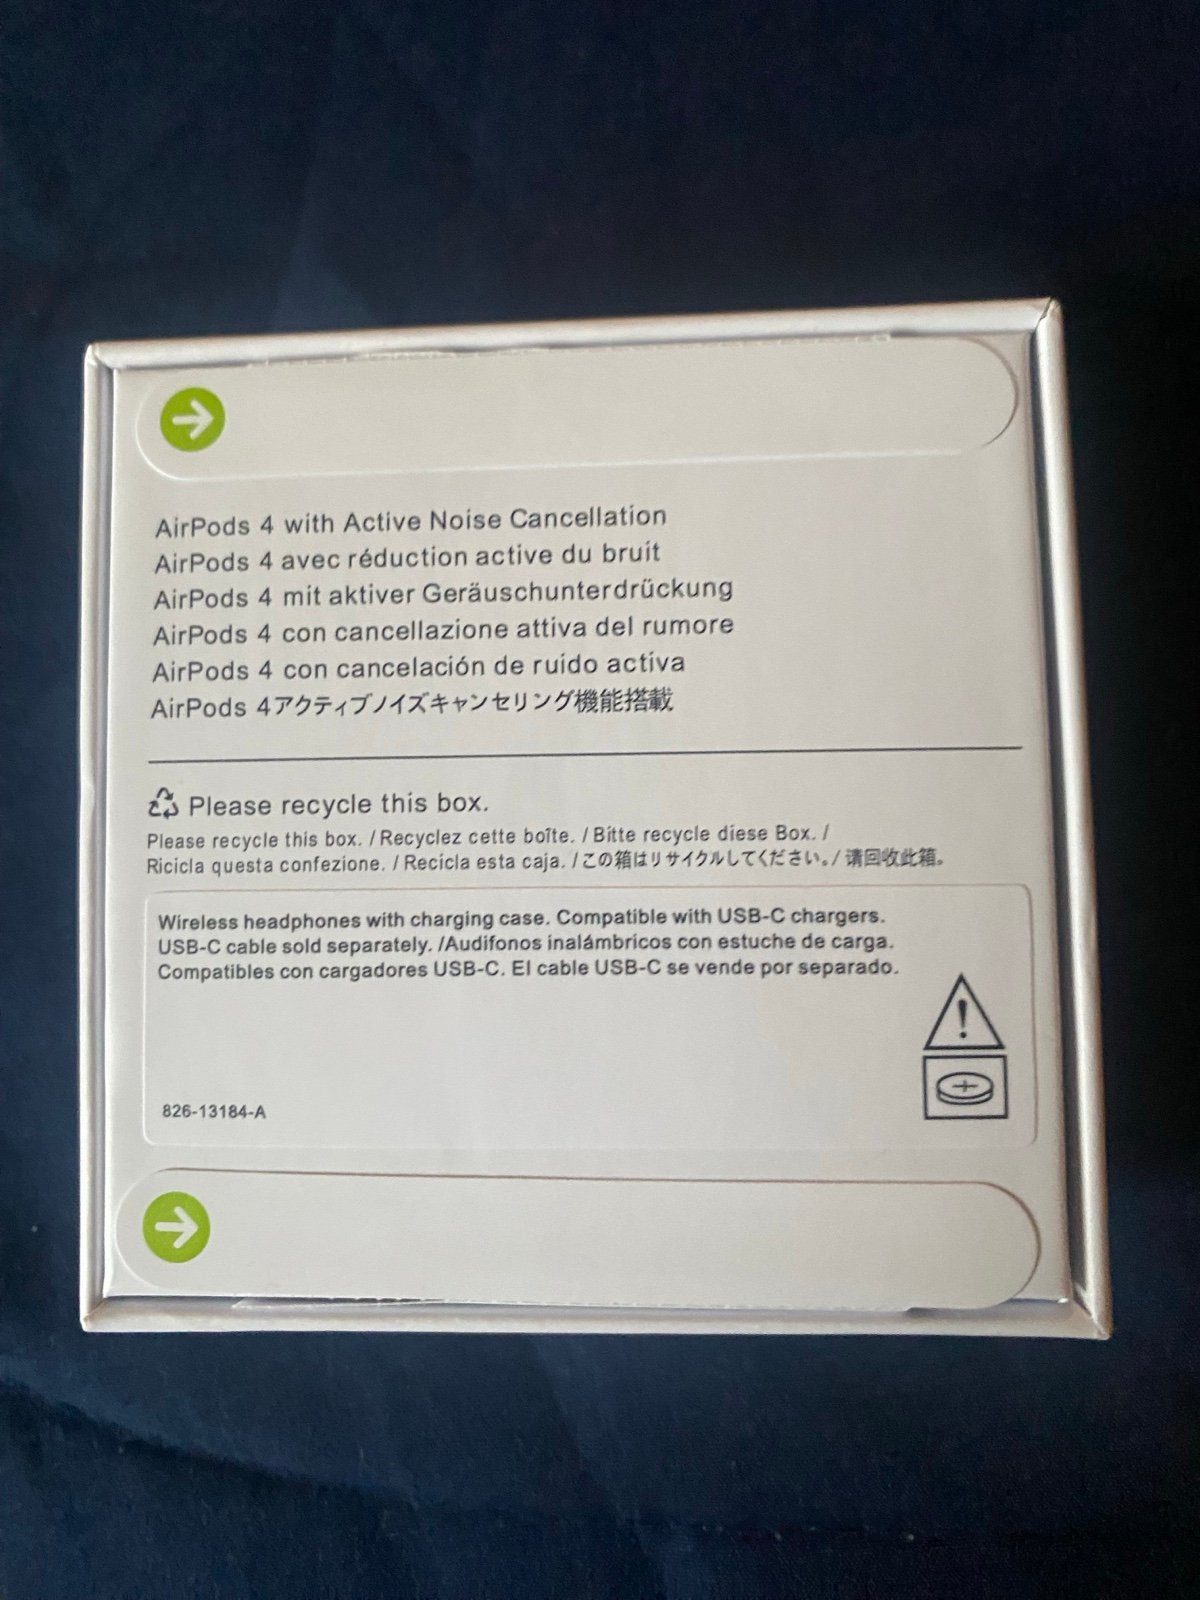 AirPods 4 with Active Noise Cancellation
AirPods 4 avec réduction active du bruit
AirPods 4 mit aktiver Geräuschunterdrückung
AirPods 4 con cancellazione attiva del rumore
AirPods 4 con cancelación de ruido activa
AirPods 4アクティブノイズキャンセリング機能搭載
Please recycle this box.
Please recycle this box. / Recyclez cette boîte. / Bitte recycle diese Box. /
Ricicla questa confezione. / Recicla esta caja. / この箱はリサイクルしてください。/ 请回收此箱。
Wireless headphones with charging case. Compatible with USB-C chargers.
USB-C cable sold separately. /Audifonos inalámbricos con estuche de carga.
Compatibles con cargadores USB-C. El cable USB-C se vende por separado.
826-13184-A